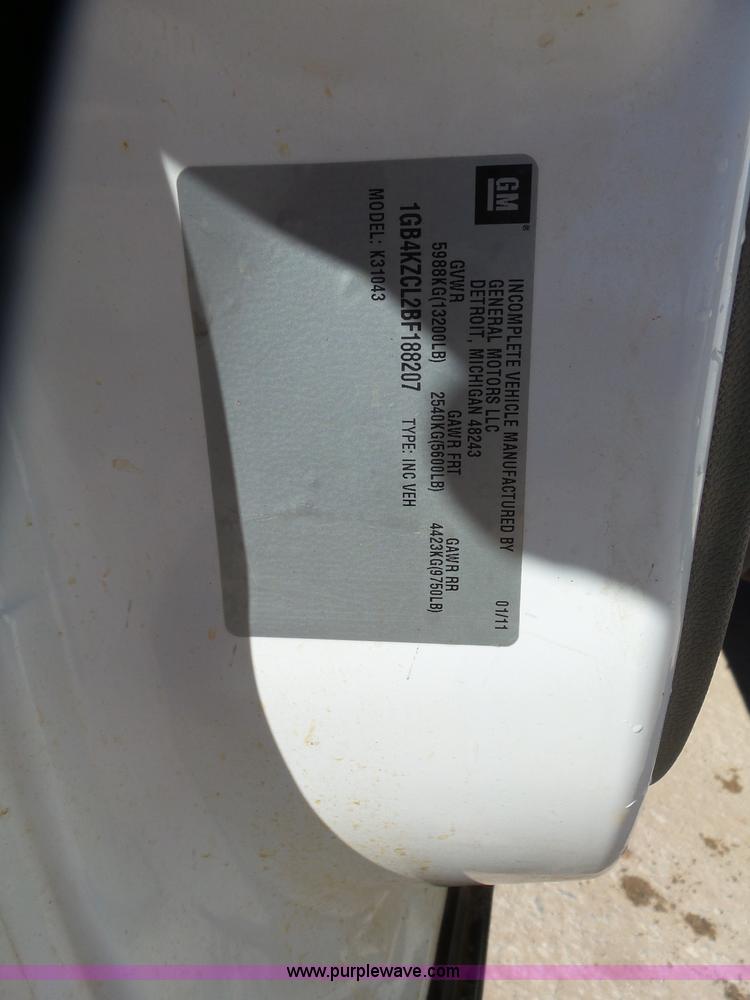 GM®
INCOMPLETE VEHICLE MANUFACTURED BY
GENERAL MOTORS LLC
DETROIT, MICHIGAN 48243
01/11
GVWR GAWR FRT GAWR RR
5988KG(13200LB) 2540KG(5600LB) 4423KG(9750LB)
1GB4KZCL2BF188207 TYPE: INC VEH
MODEL: K31043
www.purplewave.com